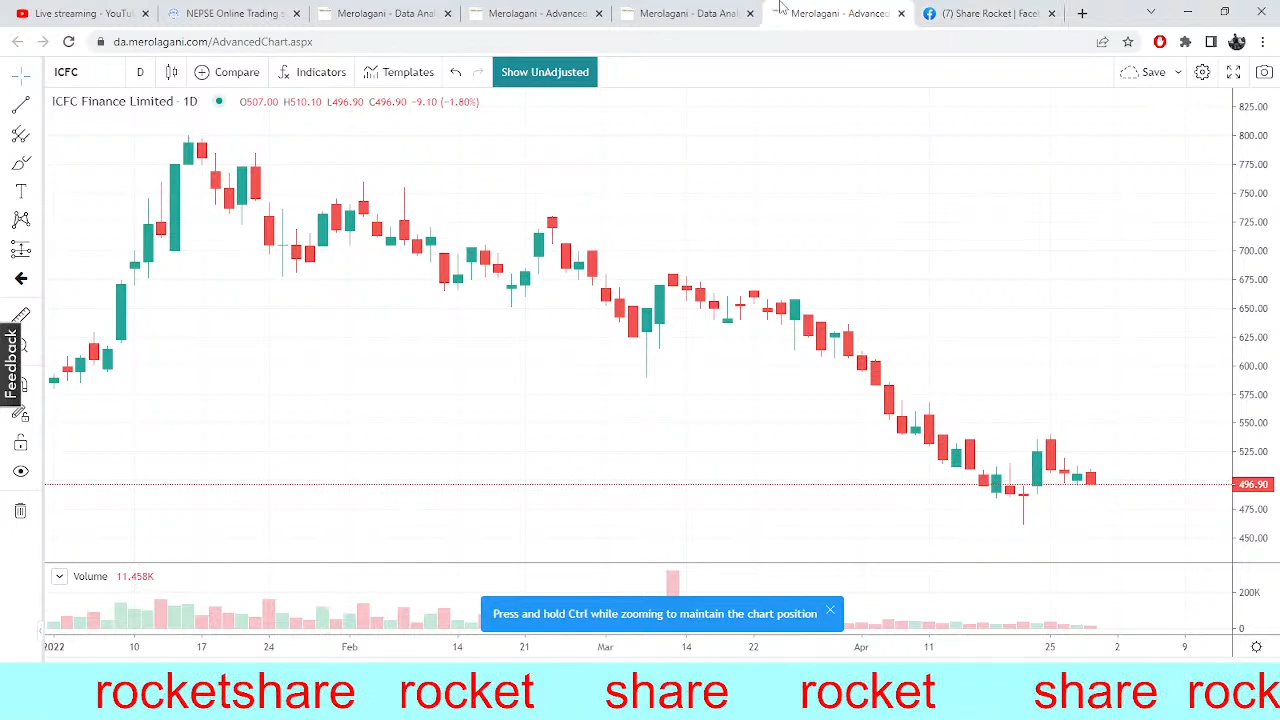 Live streaming - YouTu
NEPSE Online Trading s
Merolagani - Data Anal
Merolagani - Advanced
Merolagani - Data Anal
Merolagani - Advanced
(7) Share Rocket | Face
da.merolagani.com/AdvancedChart.aspx
ICFC D Compare Indicators Templates Show UnAdjusted Save
ICFC Finance Limited · 1D O507.00 H510.10 L496.90 C496.90 −9.10 (−1.80%)
825.00
800.00
775.00
750.00
725.00
700.00
675.00
650.00
625.00
600.00
575.00
550.00
525.00
496.90
475.00
450.00
Feedback
Volume 11.458K
200K
0
Press and hold Ctrl while zooming to maintain the chart position
2022 10 17 24 Feb 14 21 Mar 14 22 Apr 11 25 2 9
rocketshare rocket share rocket share rock